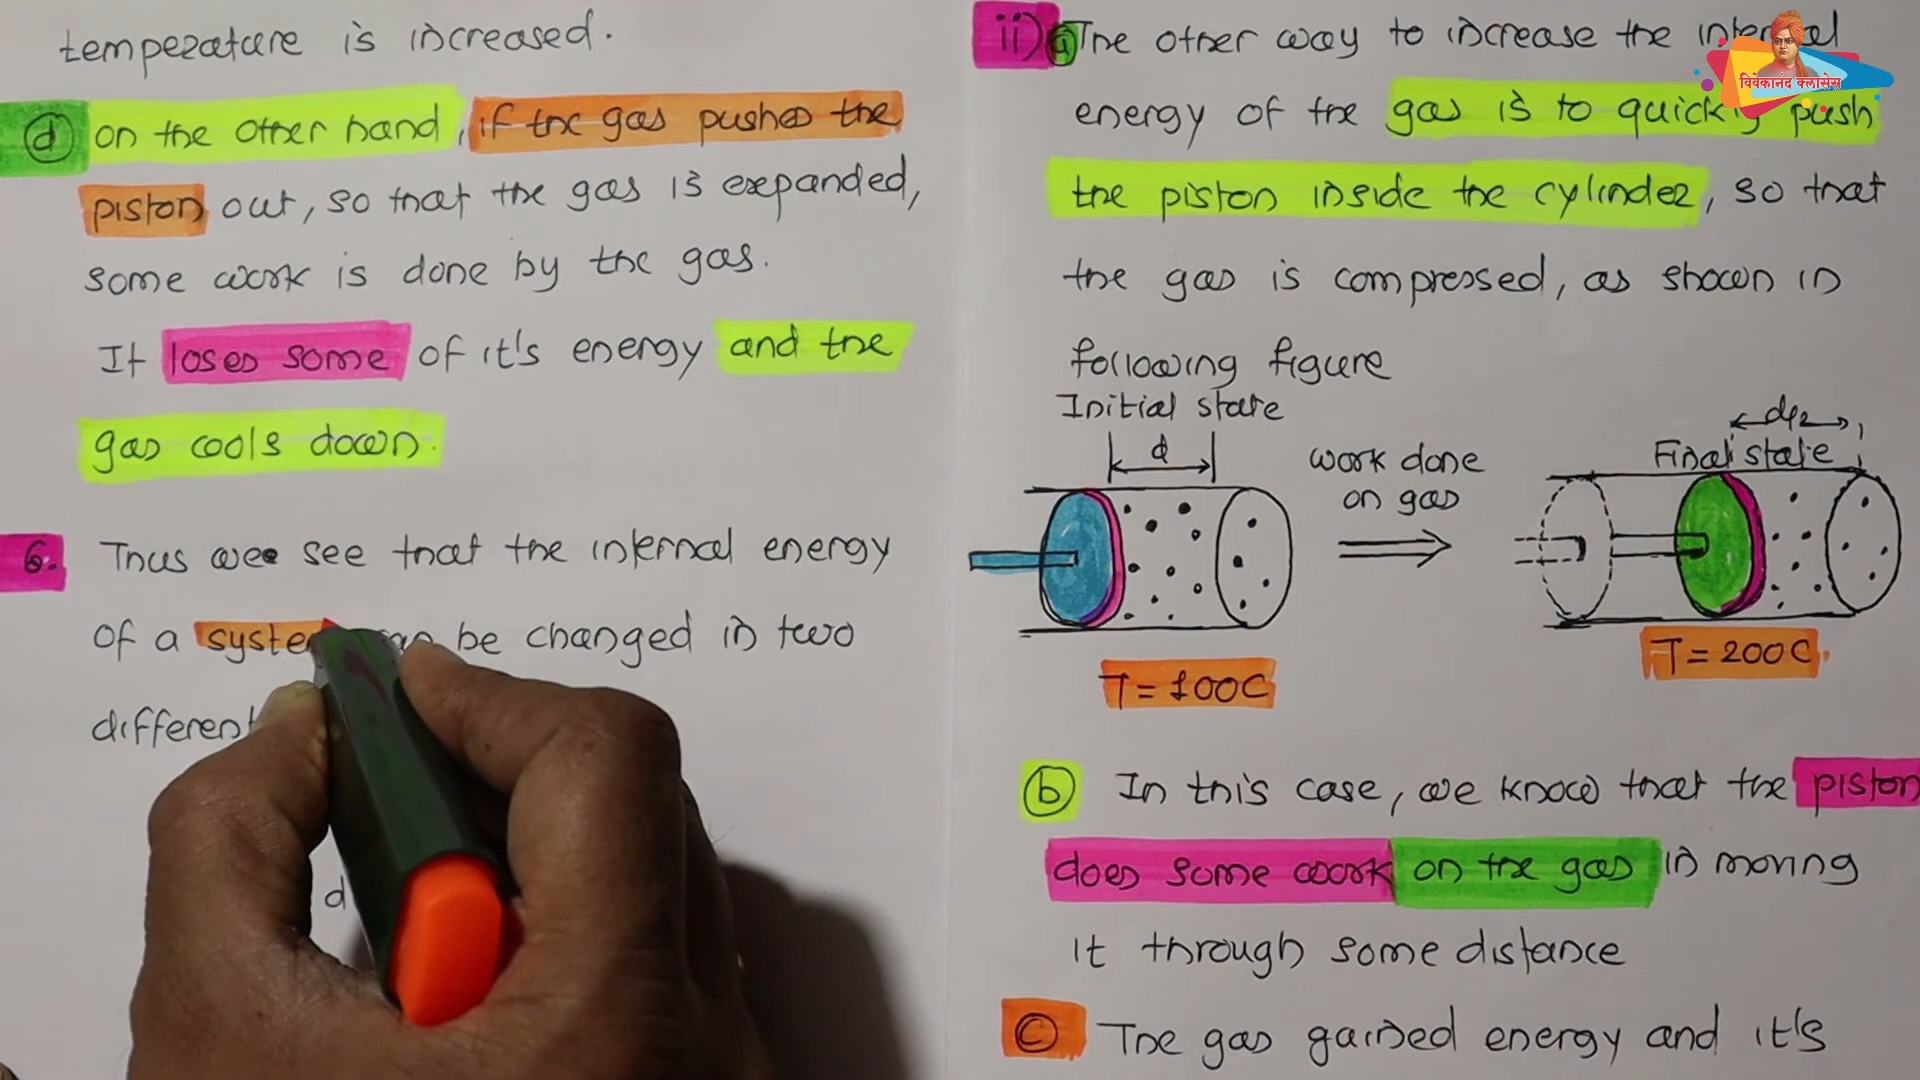 temperature is increased.
d on the other hand, if the gas pushes the
piston out, so that the gas is expanded,
some work is done by the gas.
It loses some of it's energy and the
gas cools down.
6. Thus we see that the internal energy
of a system can be changed in two
different
d
ii) a The other way to increase the internal
energy of the gas is to quickly push
the piston inside the cylinder, so that
the gas is compressed, as shown in
following figure
Initial state
d
work done
on gas
d/2
Final state
T = 100C
T = 200C
b In this case, we know that the piston
does some work on the gas in moving
it through some distance
c The gas gained energy and it's
विवेकानंद क्लासेस